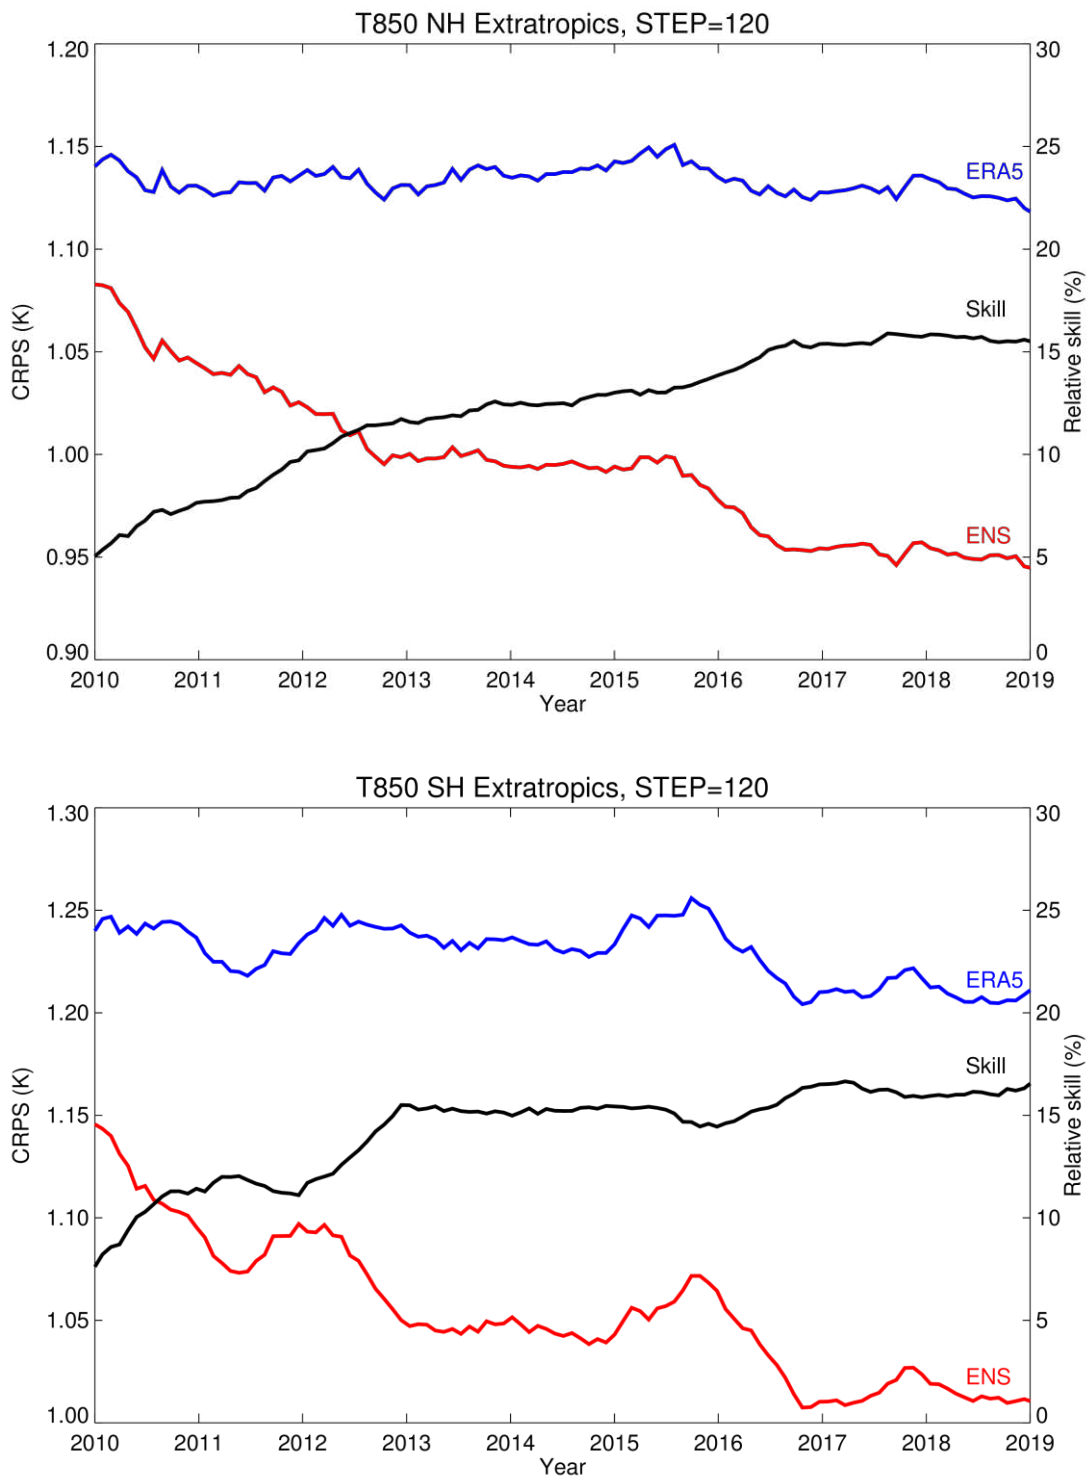 T850 NH Extratropics, STEP=120
1.20
1.15
1.10
1.05
1.00
0.95
0.90
CRPS (K)
30
25
20
15
10
5
0
Relative skill (%)
ERA5
Skill
ENS
2010 2011 2012 2013 2014 2015 2016 2017 2018 2019
Year
T850 SH Extratropics, STEP=120
1.30
1.25
1.20
1.15
1.10
1.05
1.00
CRPS (K)
30
25
20
15
10
5
0
Relative skill (%)
ERA5
Skill
ENS
2010 2011 2012 2013 2014 2015 2016 2017 2018 2019
Year